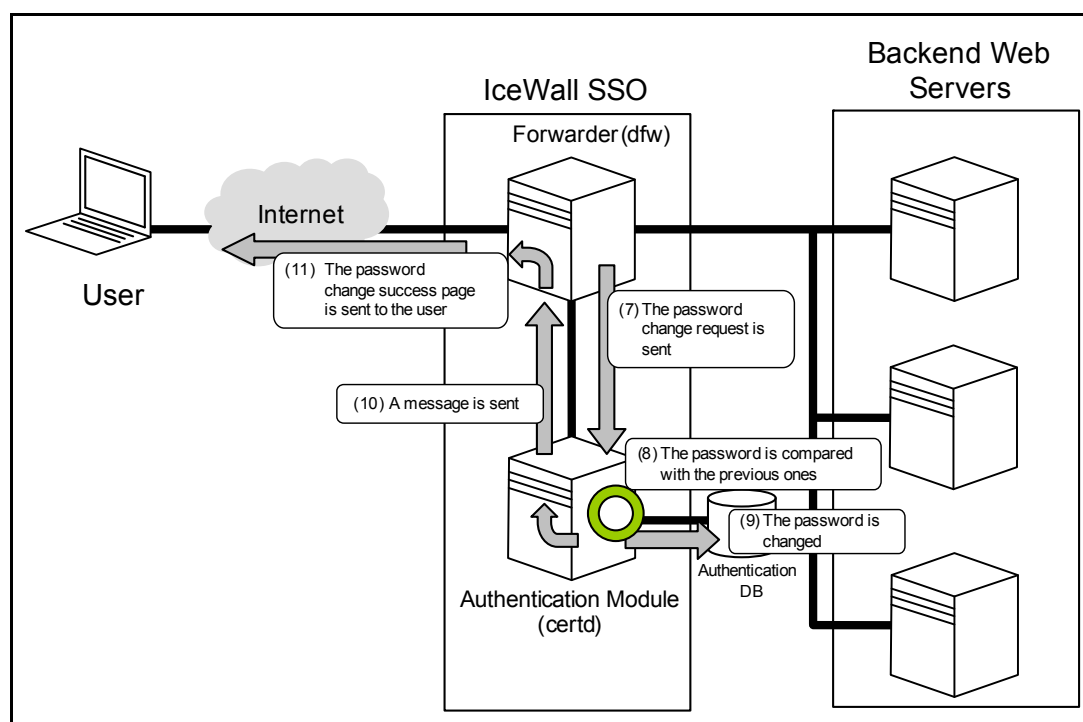 Backend Web
Servers
IceWall SSO
Forwarder (dfw)
Internet
User
(11) The password
change success page
is sent to the user
(7) The password
change request is
sent
(10) A message is sent
(8) The password is compared
with the previous ones
(9) The password is
changed
Authentication
DB
Authentication Module
(certd)